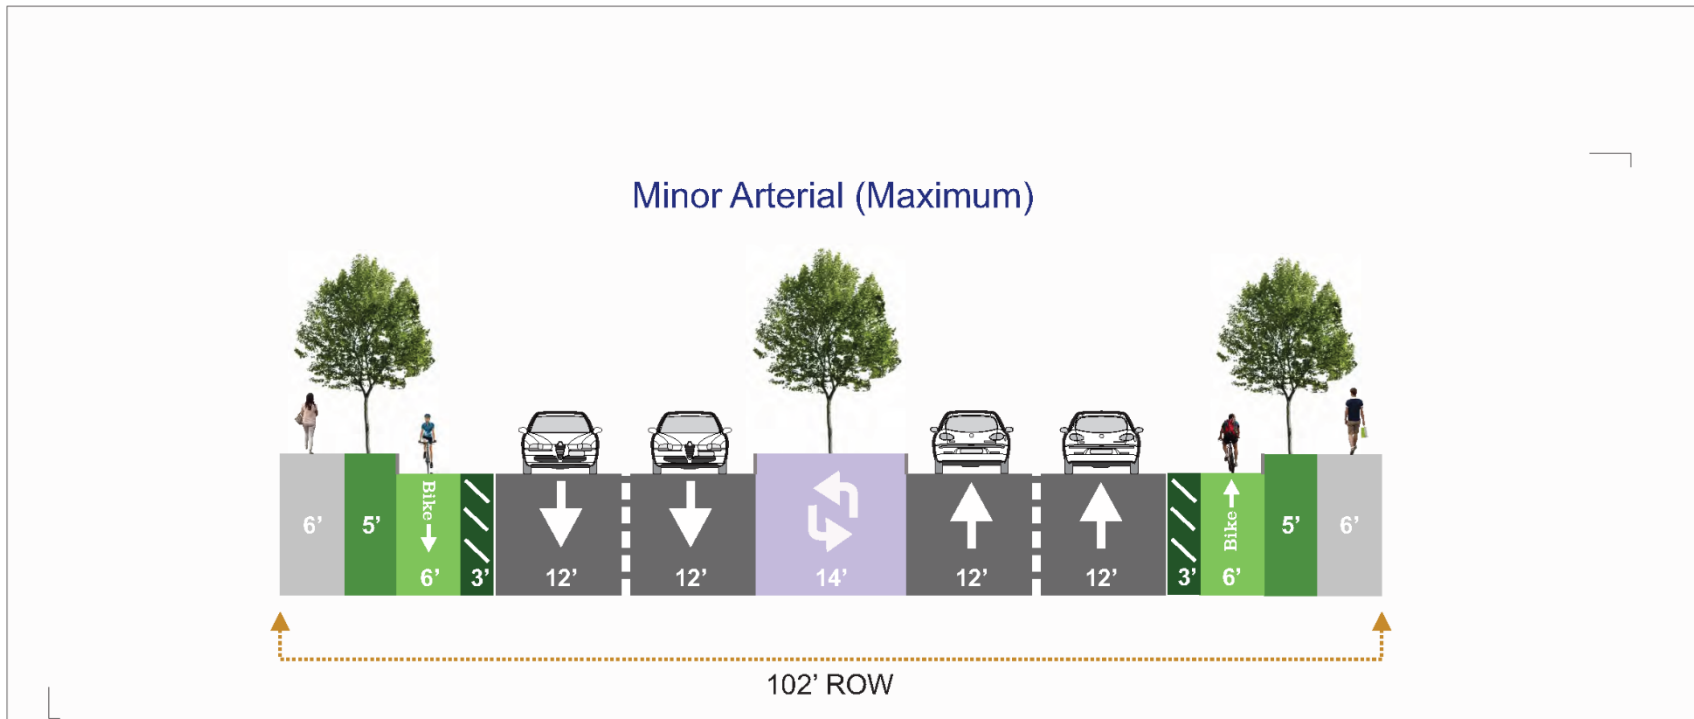 Minor Arterial (Maximum)
6’ 5’ Bike 6’ 3’ 12’ 12’ 14’ 12’ 12’ 3’ Bike 6’ 5’ 6’
102’ ROW